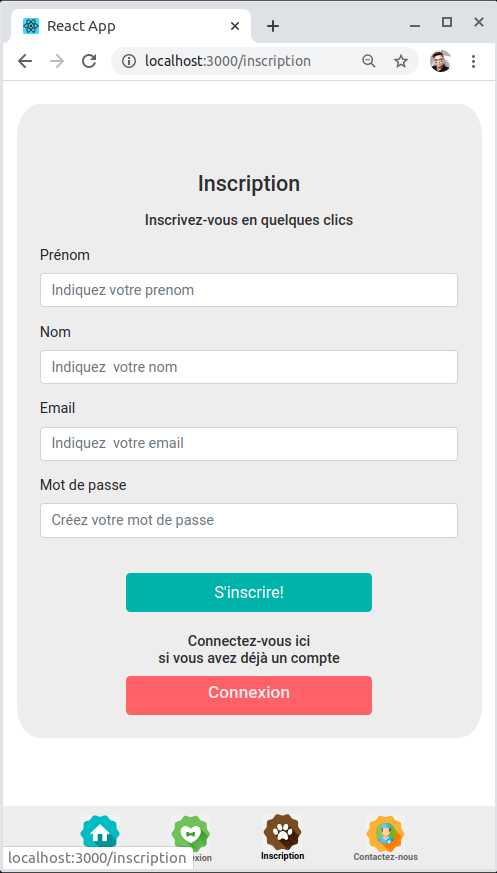 React App
localhost:3000/inscription
Inscription
Inscrivez-vous en quelques clics
Prénom
Indiquez votre prenom
Nom
Indiquez  votre nom
Email
Indiquez  votre email
Mot de passe
Créez votre mot de passe
S'inscrire!
Connectez-vous ici
si vous avez déjà un compte
Connexion
Inscription
Contactez-nous
localhost:3000/inscription